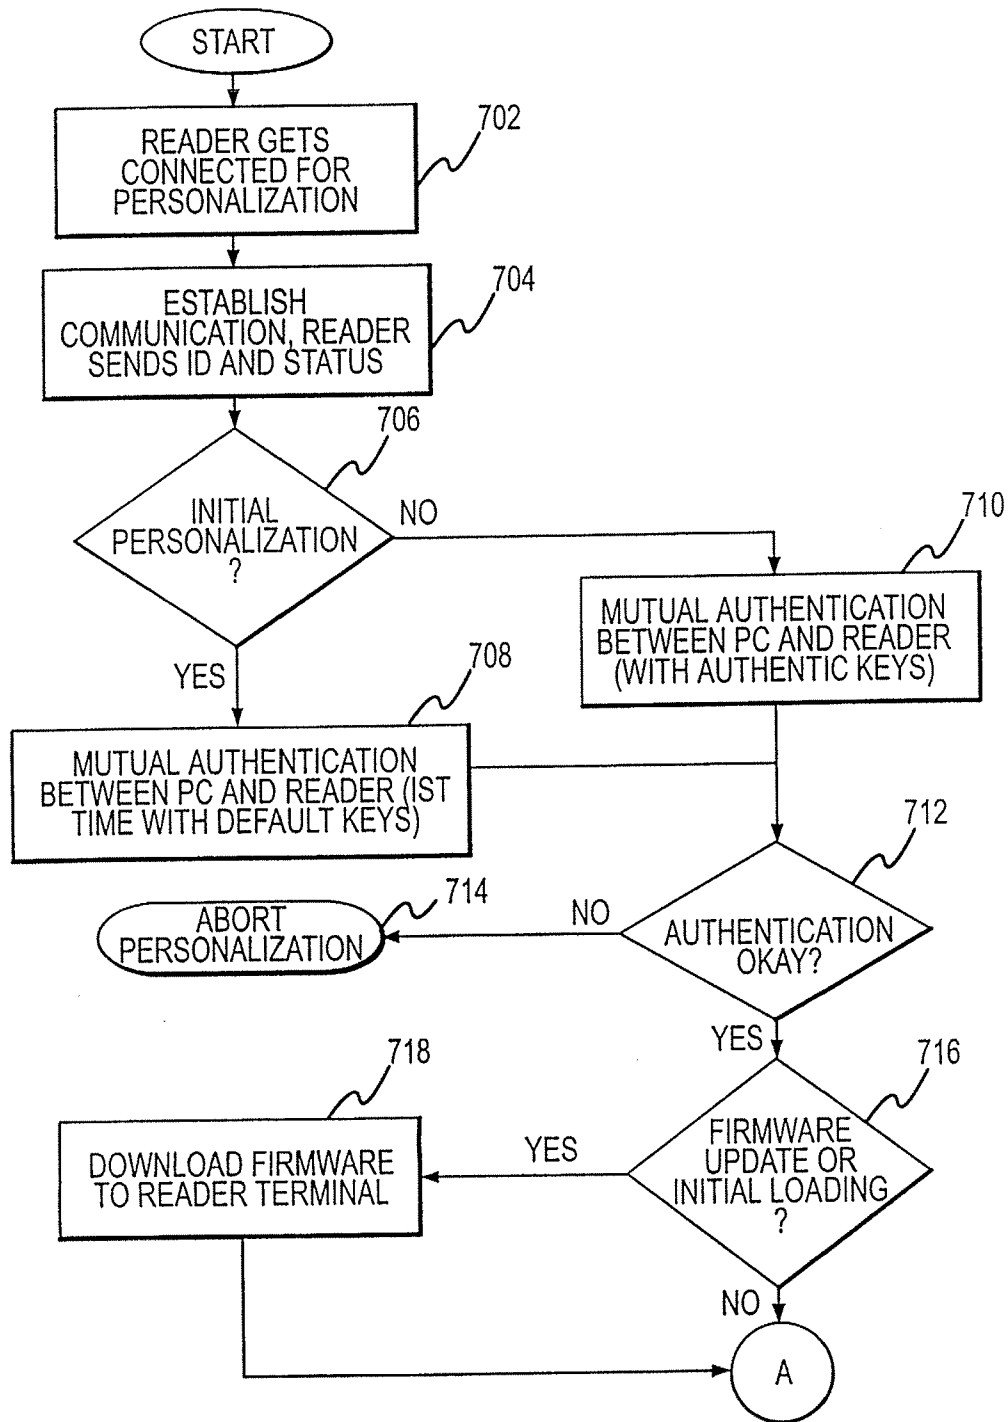 START
702
READER GETS
CONNECTED FOR
PERSONALIZATION
704
ESTABLISH
COMMUNICATION, READER
SENDS ID AND STATUS
706
INITIAL
PERSONALIZATION
?
NO
710
MUTUAL AUTHENTICATION
BETWEEN PC AND READER
(WITH AUTHENTIC KEYS)
YES
708
MUTUAL AUTHENTICATION
BETWEEN PC AND READER (IST
TIME WITH DEFAULT KEYS)
712
AUTHENTICATION
OKAY?
NO
714
ABORT
PERSONALIZATION
YES
716
FIRMWARE
UPDATE OR
INITIAL LOADING
?
YES
718
DOWNLOAD FIRMWARE
TO READER TERMINAL
NO
A